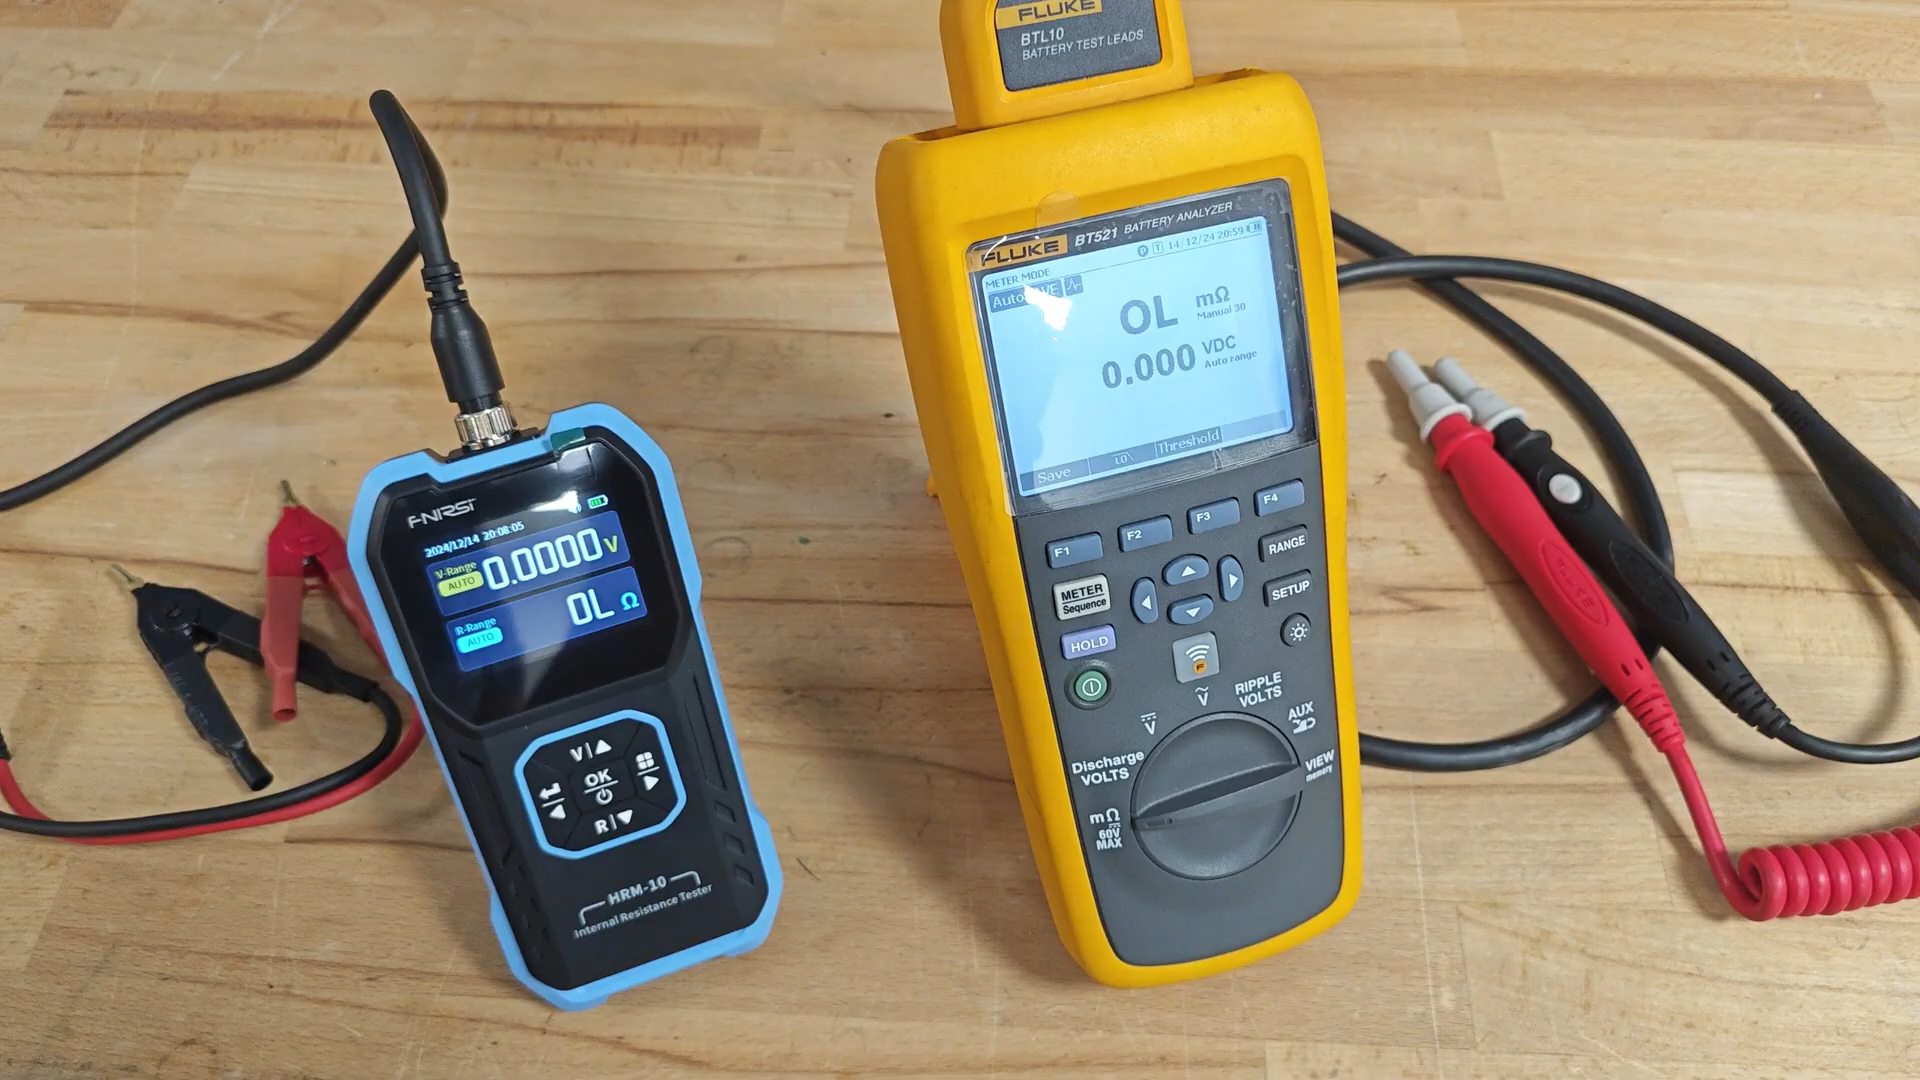 FLUKE
BTL10
BATTERY TEST LEADS
FLUKE BT521 BATTERY ANALYZER
METER MODE
P T 14/12/24 20:59
OL mΩ
Manual 30
0.000 VDC
Auto range
Save LO Threshold
F1 F2 F3 F4
METER
Sequence
RANGE
HOLD
SETUP
F
Ṽ
RIPPLE
VOLTS
V
AUX
Discharge
VOLTS
VIEW
memory
mΩ
60V
MAX
FNIRSI
2024/12/14 20:08:05
V-Range
AUTO
0.0000V
R-Range
AUTO
OL Ω
V|▲
OK
R|▼
HRM-10
Internal Resistance Tester
FLUKE